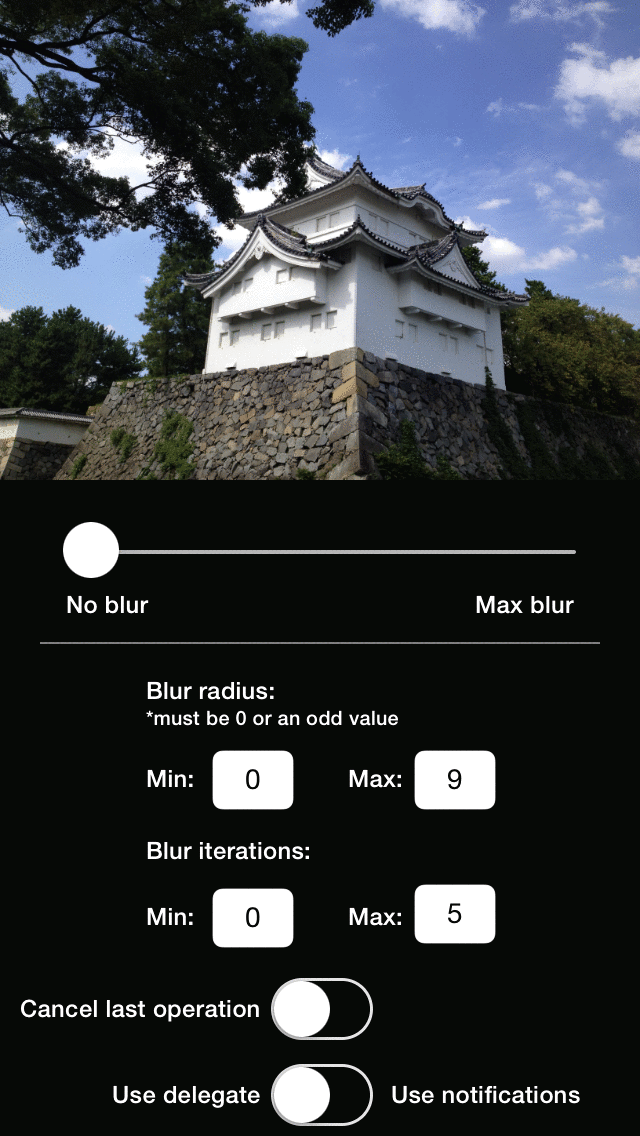 No blur Max blur
Blur radius:
*must be 0 or an odd value
Min: 0 Max: 9
Blur iterations:
Min: 0 Max: 5
Cancel last operation
Use delegate Use notifications